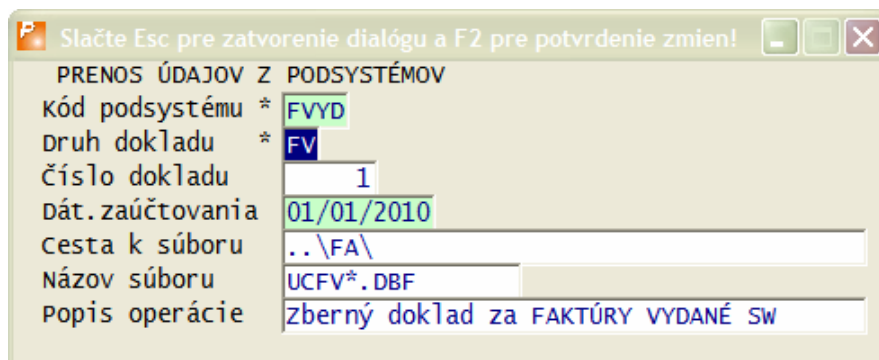 Slačte Esc pre zatvorenie dialógu a F2 pre potvrdenie zmien!
PRENOS ÚDAJOV Z PODSYSTÉMOV
Kód podsystému * FVYD
Druh dokladu * FV
Číslo dokladu 1
Dát.zaúčtovania 01/01/2010
Cesta k súboru ..\FA\
Názov súboru UCFV*.DBF
Popis operácie Zberný doklad za FAKTÚRY VYDANÉ SW